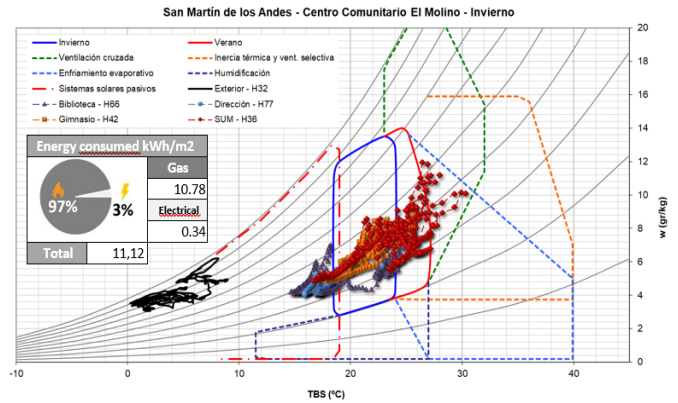 San Martín de los Andes - Centro Comunitario El Molino - Invierno
Invierno
Verano
Ventilación cruzada
Inercia térmica y vent. selectiva
Enfriamiento evaporativo
Humidificación
Sistemas solares pasivos
Exterior - H32
Biblioteca - H66
Dirección - H77
Gimnasio - H42
SUM - H36
Energy consumed kWh/m2
Gas
10.78
97%
3%
Electrical
0.34
Total
11,12
20
18
16
14
12
10
8
6
4
2
0
w (gr/kg)
-10
0
10
20
30
40
TBS (ºC)